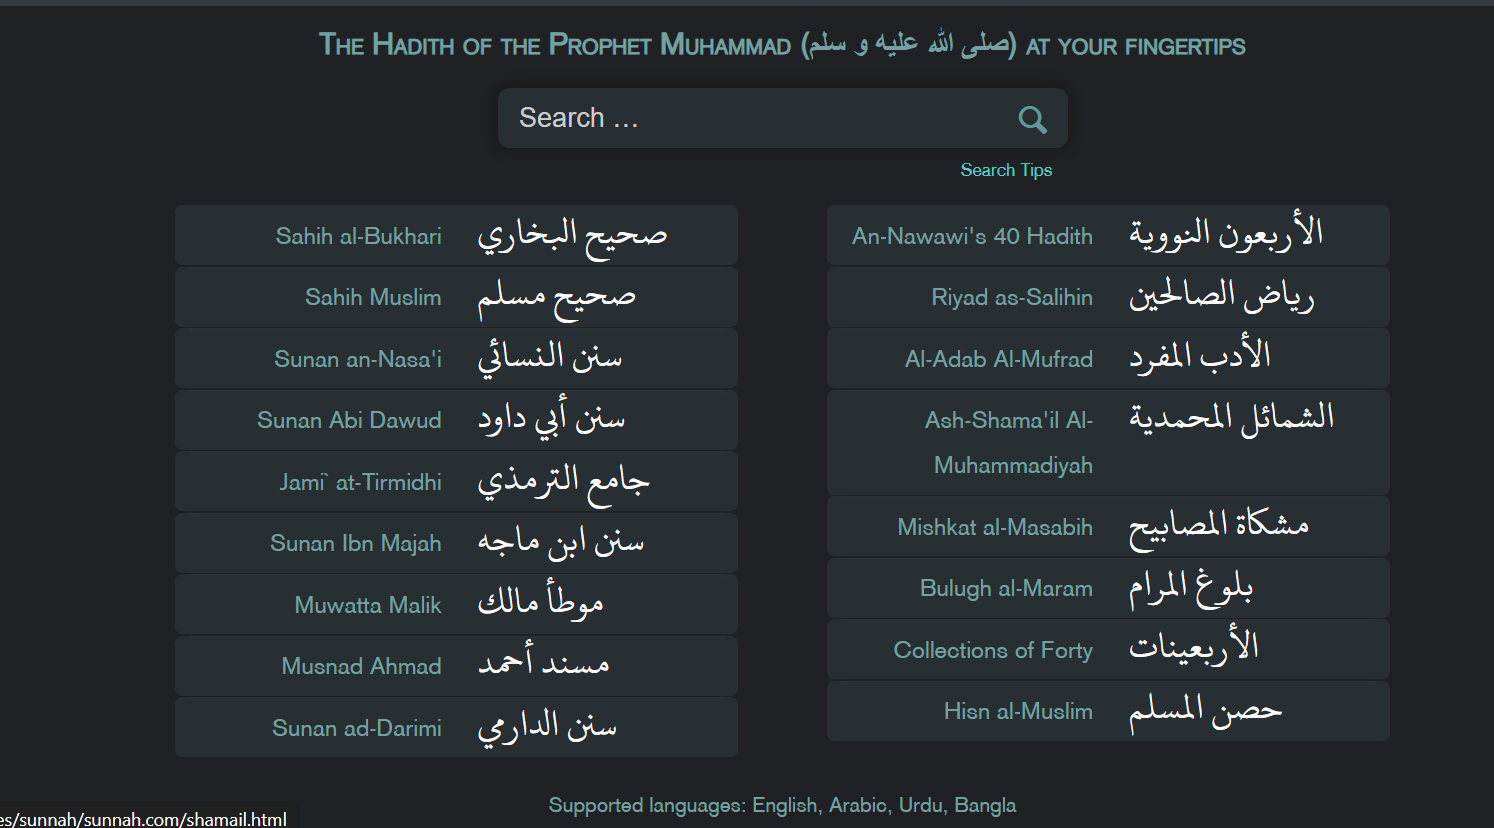 The Hadith of the Prophet Muhammad (صلى الله عليه و سلم) at your fingertips
Search ...
Search Tips
Sahih al-Bukhari صحيح البخاري
Sahih Muslim صحيح مسلم
Sunan an-Nasa'i سنن النسائي
Sunan Abi Dawud سنن أبي داود
Jami` at-Tirmidhi جامع الترمذي
Sunan Ibn Majah سنن ابن ماجه
Muwatta Malik موطأ مالك
Musnad Ahmad مسند أحمد
Sunan ad-Darimi سنن الدارمي
An-Nawawi's 40 Hadith الأربعون النووية
Riyad as-Salihin رياض الصالحين
Al-Adab Al-Mufrad الأدب المفرد
Ash-Shama'il Al- الشمائل المحمدية
Muhammadiyah
Mishkat al-Masabih مشكاة المصابيح
Bulugh al-Maram بلوغ المرام
Collections of Forty الأربعينات
Hisn al-Muslim حصن المسلم
Supported languages: English, Arabic, Urdu, Bangla
es/sunnah/sunnah.com/shamail.html